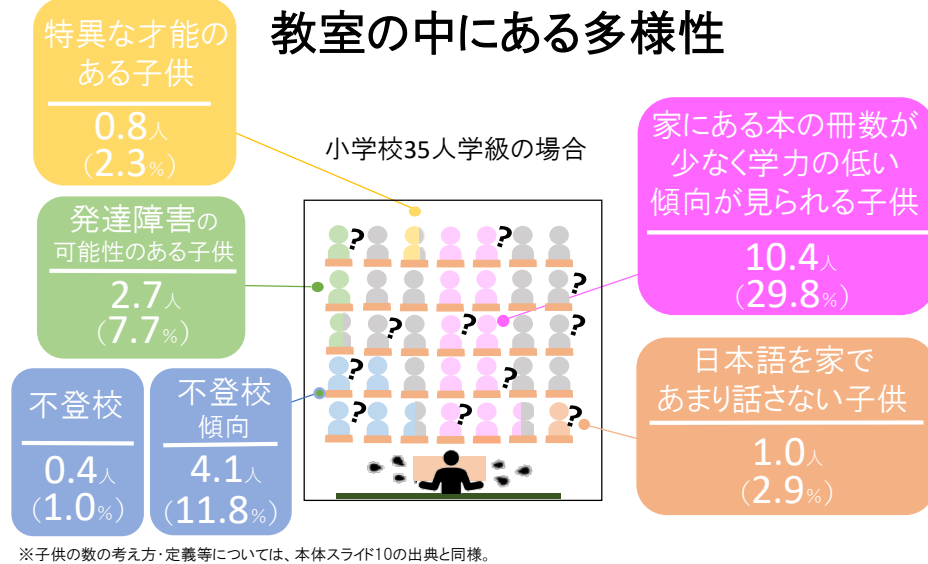 教室の中にある多様性
特異な才能の
ある子供
0.8人
(2.3%)
小学校35人学級の場合
家にある本の冊数が
少なく学力の低い
傾向が見られる子供
10.4人
(29.8%)
発達障害の
可能性のある子供
2.7人
(7.7%)
? ?
?
? ? ?
? ?
? ? ?
不登校
0.4人
(1.0%)
不登校
傾向
4.1人
(11.8%)
日本語を家で
あまり話さない子供
1.0人
(2.9%)
※子供の数の考え方・定義等については、本体スライド10の出典と同様。